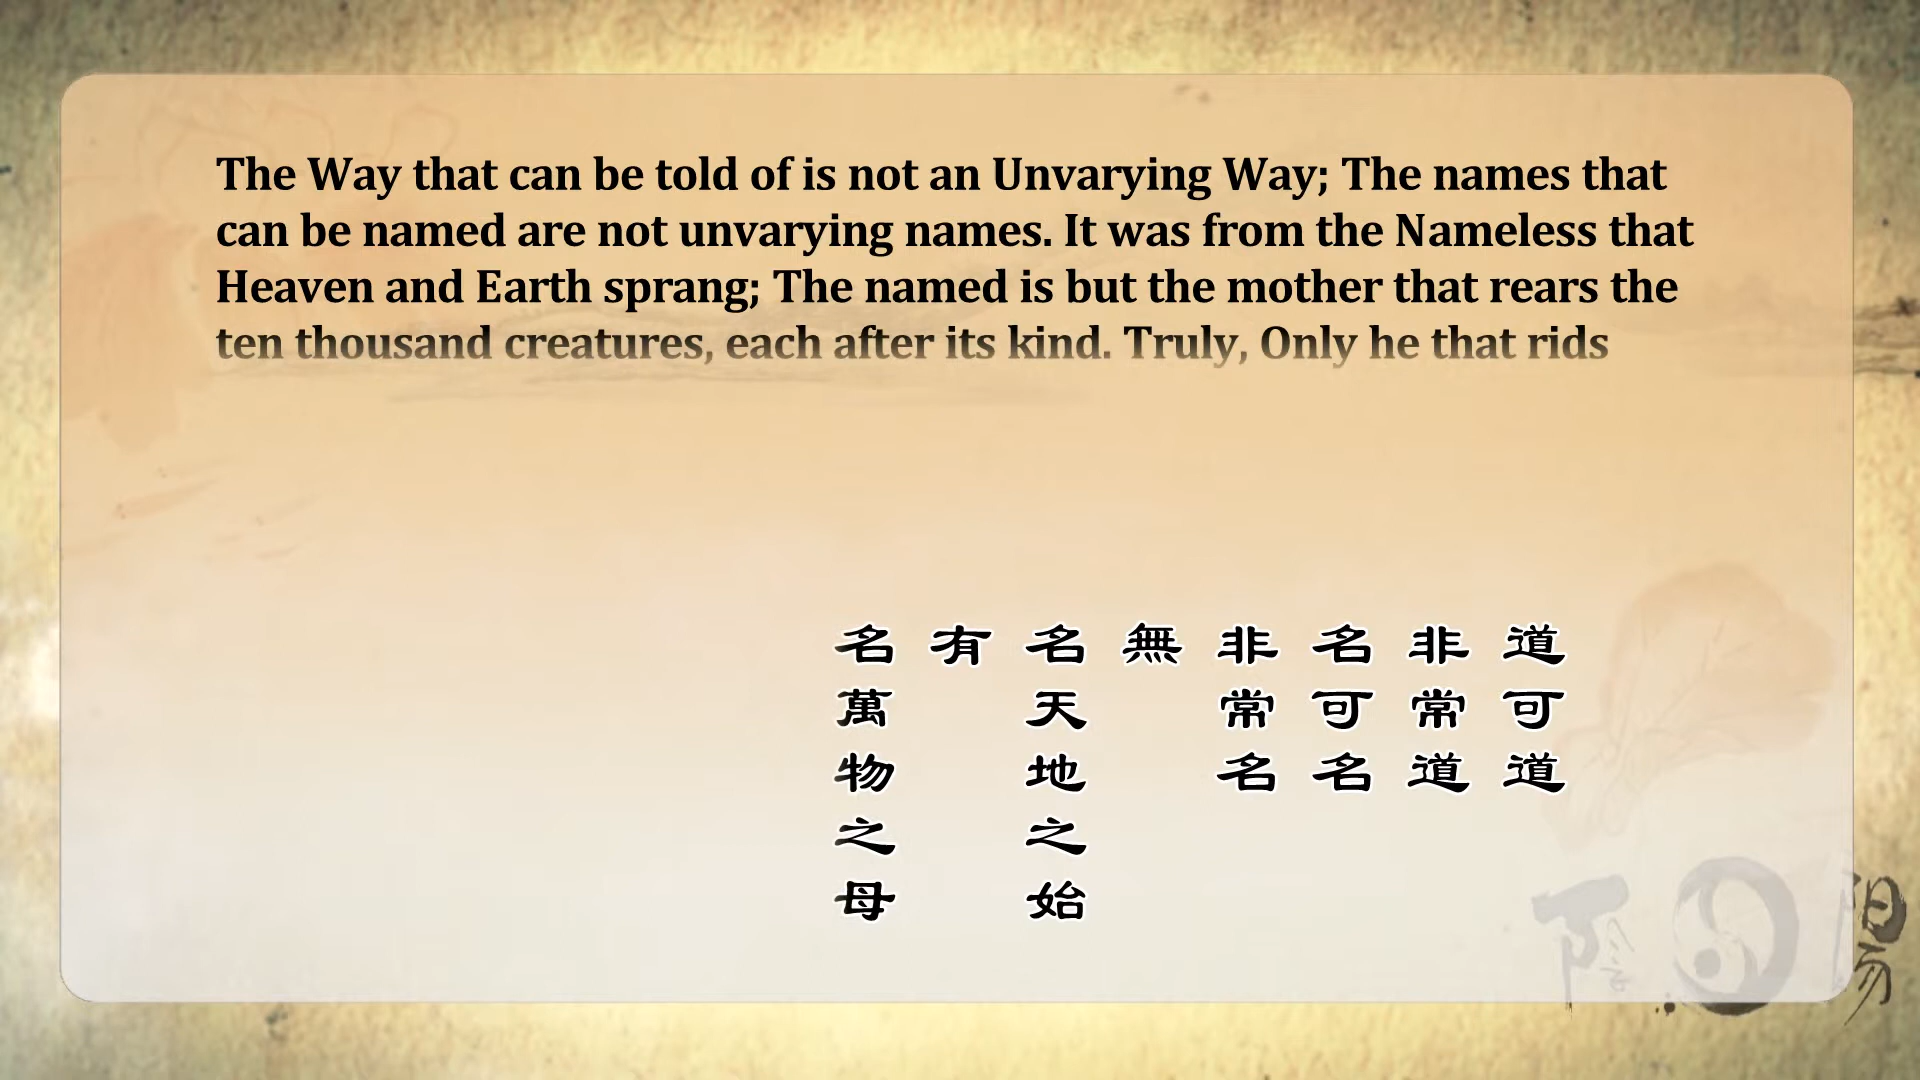 The Way that can be told of is not an Unvarying Way; The names that
can be named are not unvarying names. It was from the Nameless that
Heaven and Earth sprang; The named is but the mother that rears the
ten thousand creatures, each after its kind. Truly, Only he that rids
道可道
非常道
名可名
非常名
無
名天地之始
有
名萬物之母
陰
陽